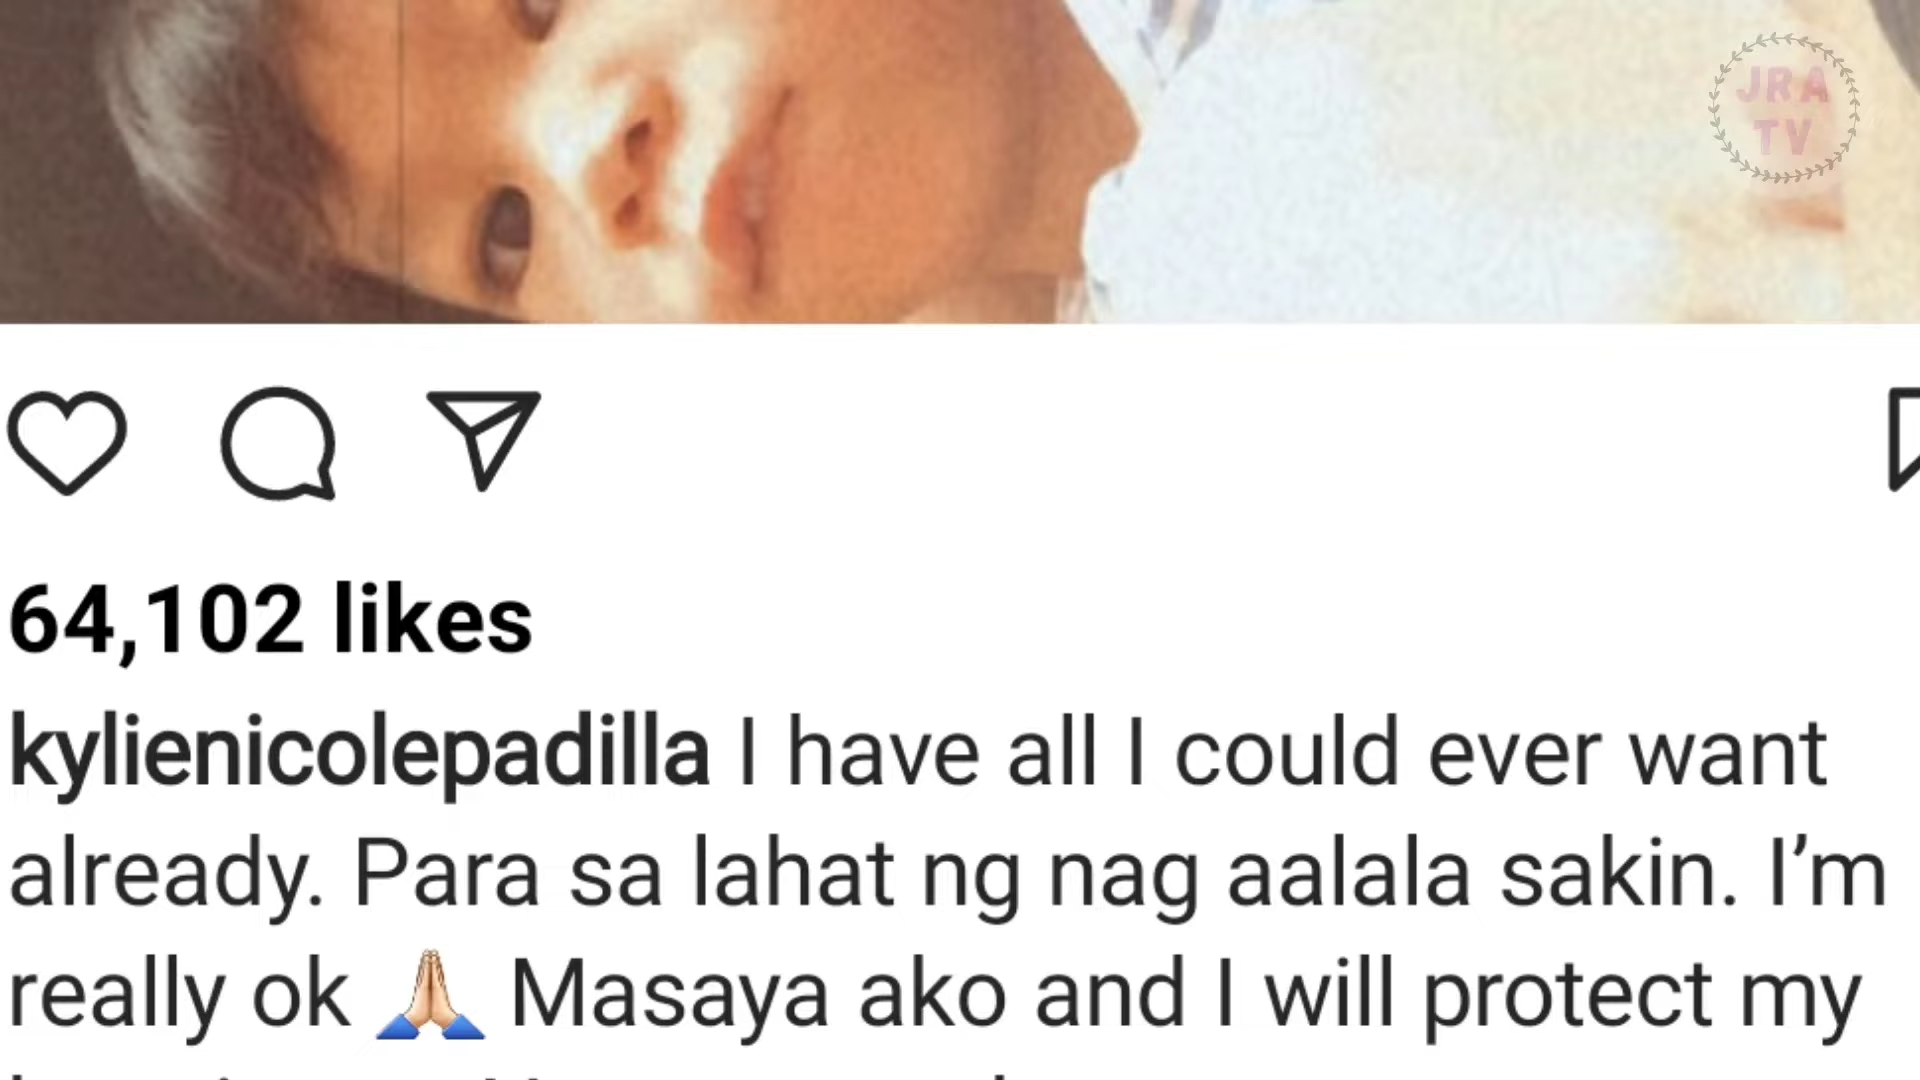 JRA
TV
64,102 likes
kylienicolepadilla I have all I could ever want
already. Para sa lahat ng nag aalala sakin. I’m
really ok 🙏🏻 Masaya ako and I will protect my